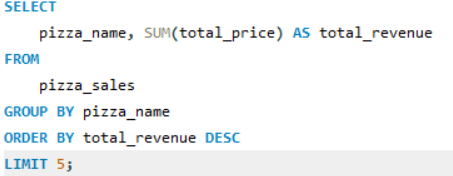 SELECT
    pizza_name, SUM(total_price) AS total_revenue
FROM
    pizza_sales
GROUP BY pizza_name
ORDER BY total_revenue DESC
LIMIT 5;